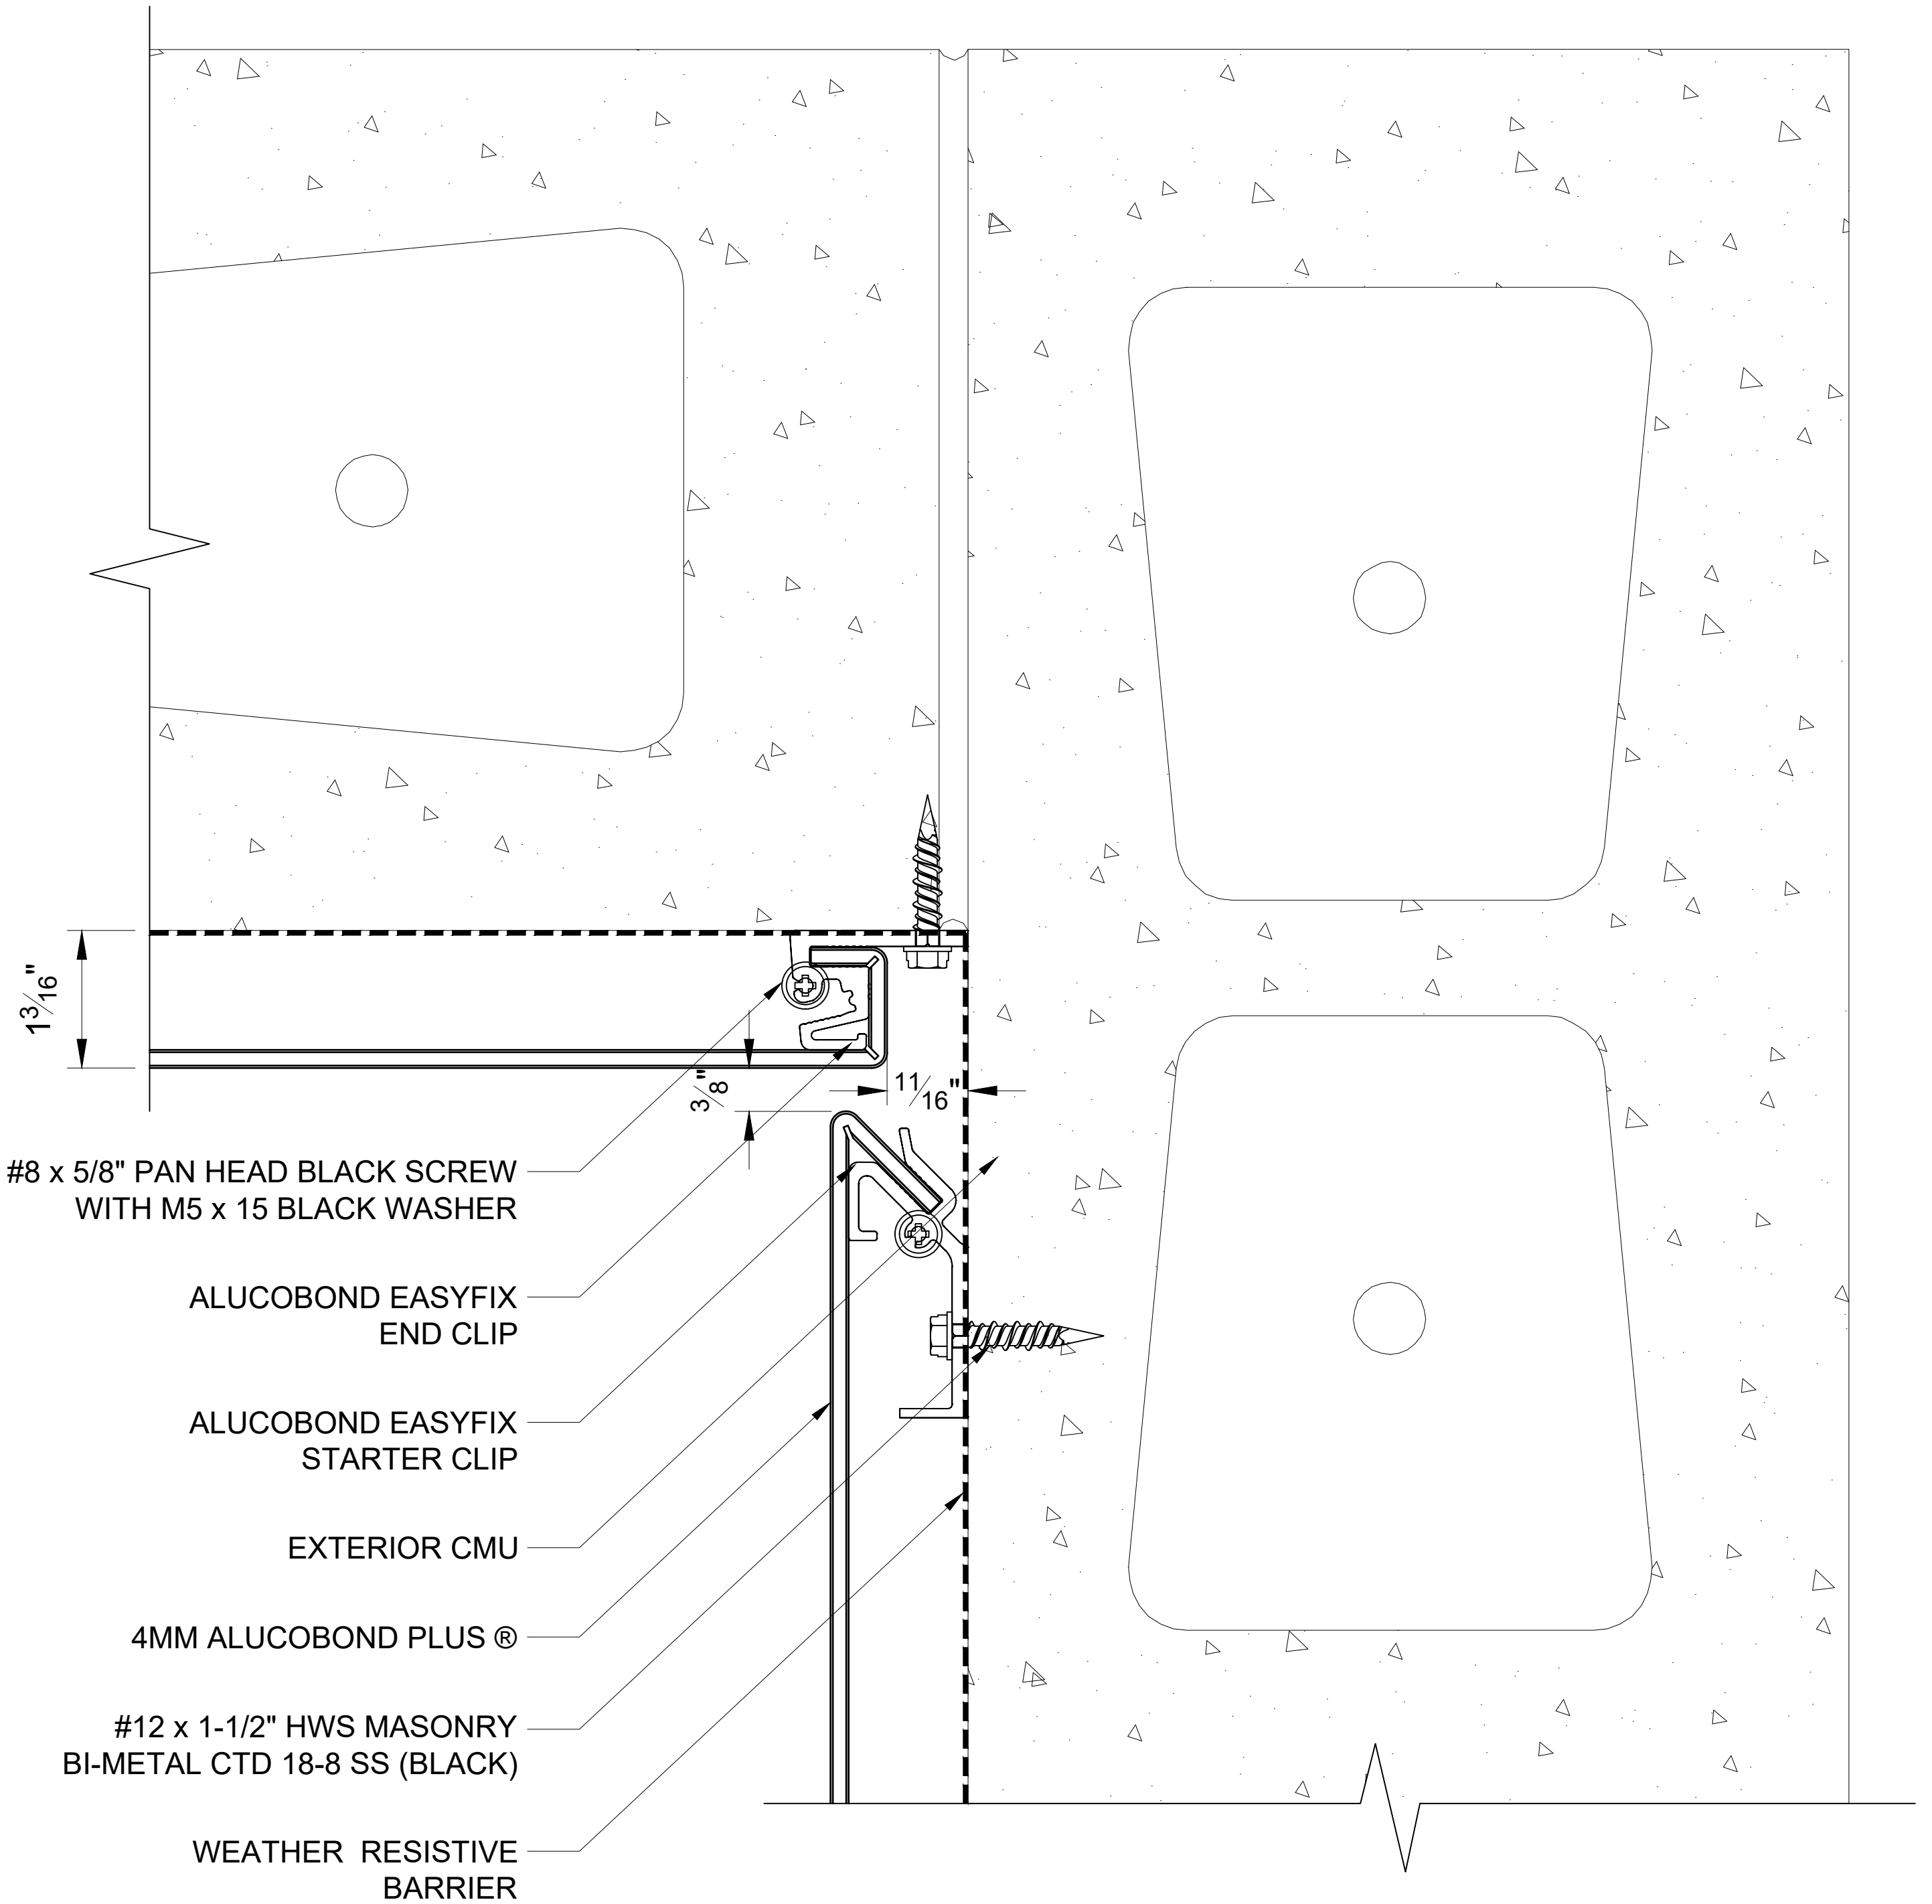 1 3/16"
3/8"
11/16"
#8 x 5/8" PAN HEAD BLACK SCREW
WITH M5 x 15 BLACK WASHER
ALUCOBOND EASYFIX
END CLIP
ALUCOBOND EASYFIX
STARTER CLIP
EXTERIOR CMU
4MM ALUCOBOND PLUS ®
#12 x 1-1/2" HWS MASONRY
BI-METAL CTD 18-8 SS (BLACK)
WEATHER RESISTIVE
BARRIER